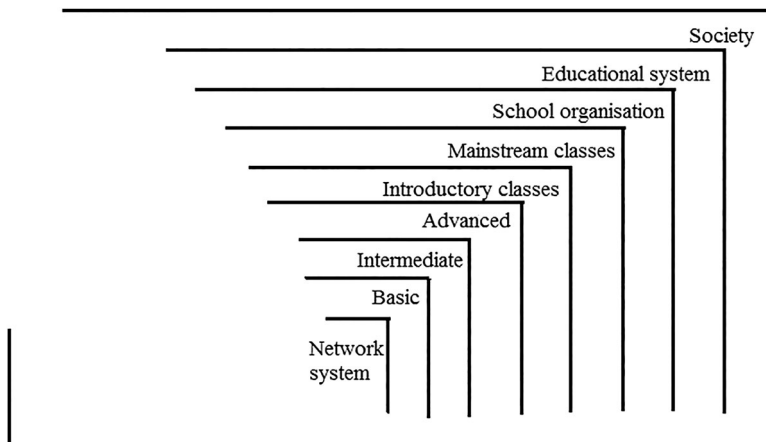 Society
Educational system
School organisation
Mainstream classes
Introductory classes
Advanced
Intermediate
Basic
Network
system